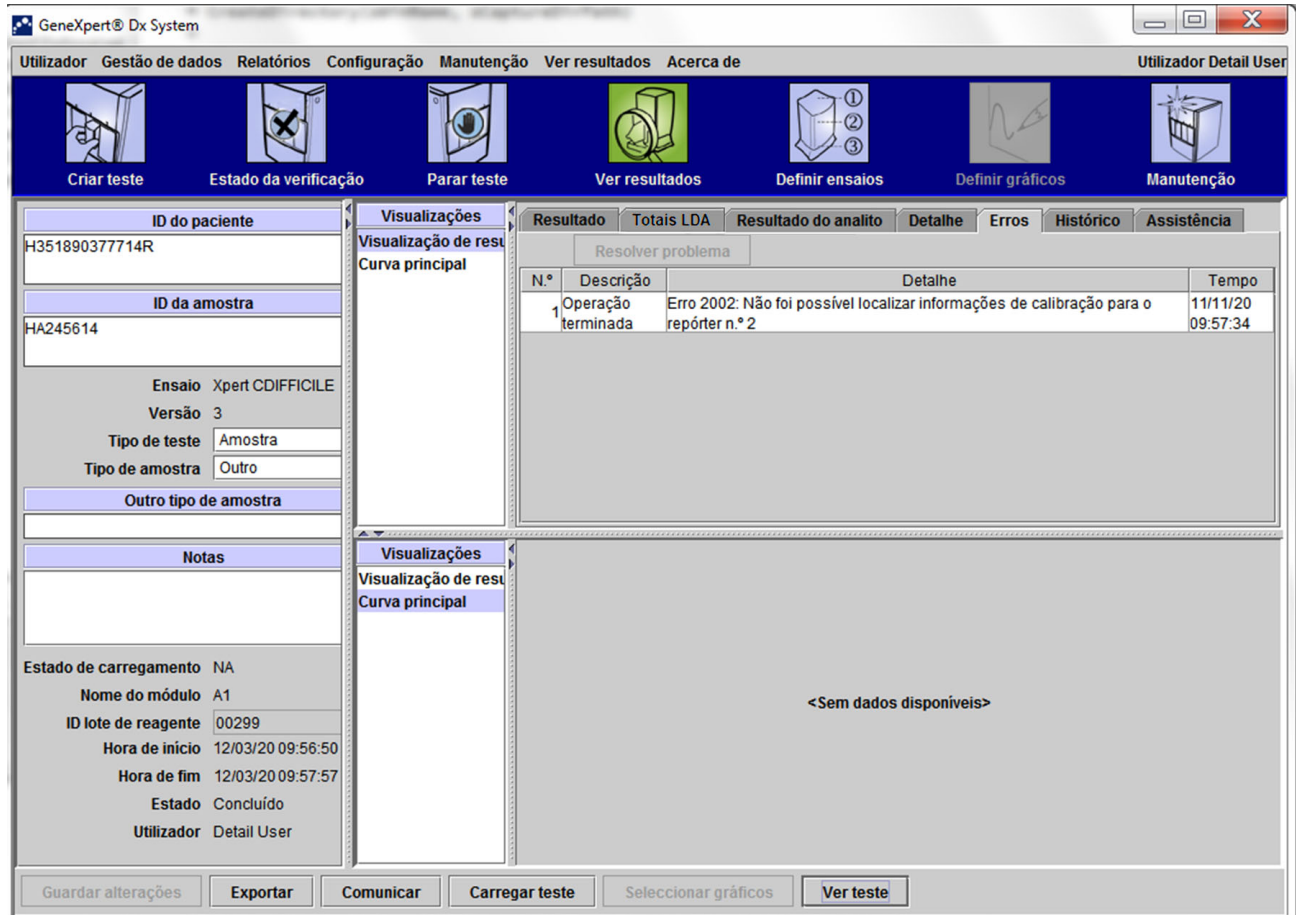 GeneXpert® Dx System
Utilizador Gestão de dados Relatórios Configuração Manutenção Ver resultados Acerca de Utilizador Detail User
Criar teste Estado da verificação Parar teste Ver resultados Definir ensaios Definir gráficos Manutenção
① ② ③
ID do paciente
H351890377714R
ID da amostra
HA245614
Ensaio Xpert CDIFFICILE
Versão 3
Tipo de teste Amostra
Tipo de amostra Outro
Outro tipo de amostra
Notas
Estado de carregamento NA
Nome do módulo A1
ID lote de reagente 00299
Hora de início 12/03/20 09:56:50
Hora de fim 12/03/20 09:57:57
Estado Concluído
Utilizador Detail User
Visualizações
Visualização de resu
Curva principal
Resultado Totais LDA Resultado do analito Detalhe Erros Histórico Assistência
Resolver problema
N.º Descrição Detalhe Tempo
1 Operação terminada Erro 2002: Não foi possível localizar informações de calibração para o 11/11/20
repórter n.º 2 09:57:34
Visualizações
Visualização de resu
Curva principal
<Sem dados disponíveis>
Guardar alterações Exportar Comunicar Carregar teste Seleccionar gráficos Ver teste